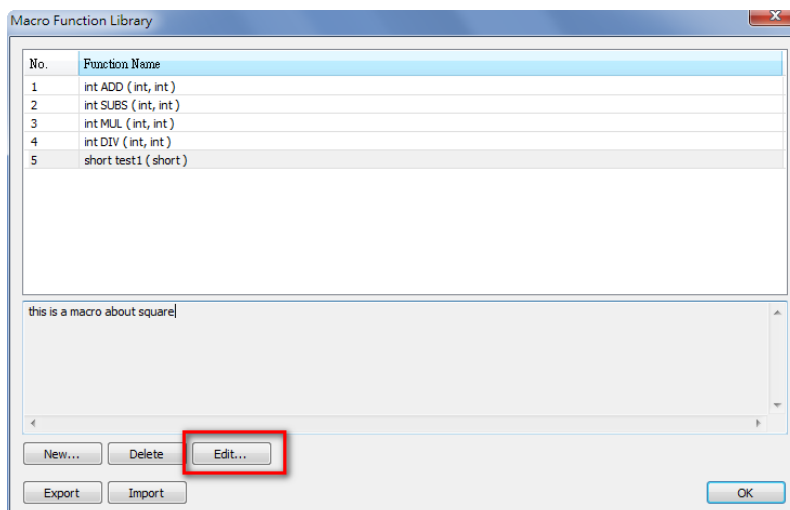 Macro Function Library
No. Function Name
1 int ADD ( int, int )
2 int SUBS ( int, int )
3 int MUL ( int, int )
4 int DIV ( int, int )
5 short test1 ( short )
this is a macro about square
New... Delete Edit...
Export Import OK